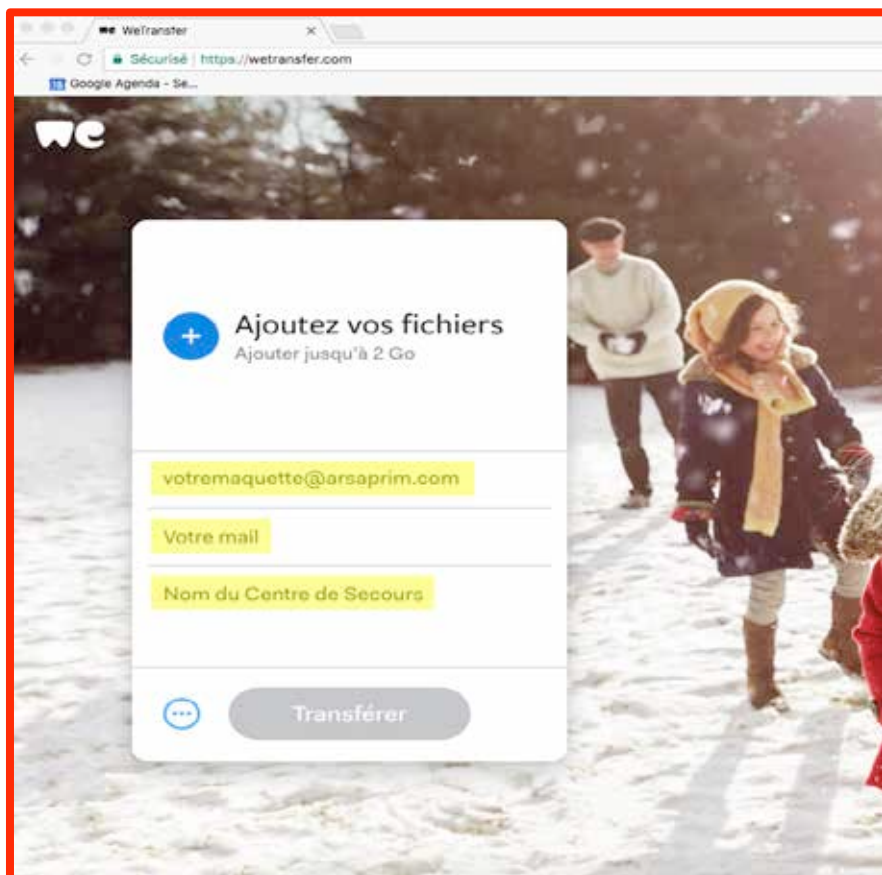 we WeTransfer
Sécurisé | https://wetransfer.com
Google Agenda - Se...
we
Ajoutez vos fichiers
Ajouter jusqu'à 2 Go
votremaquette@arsaprim.com
Votre mail
Nom du Centre de Secours
Transférer